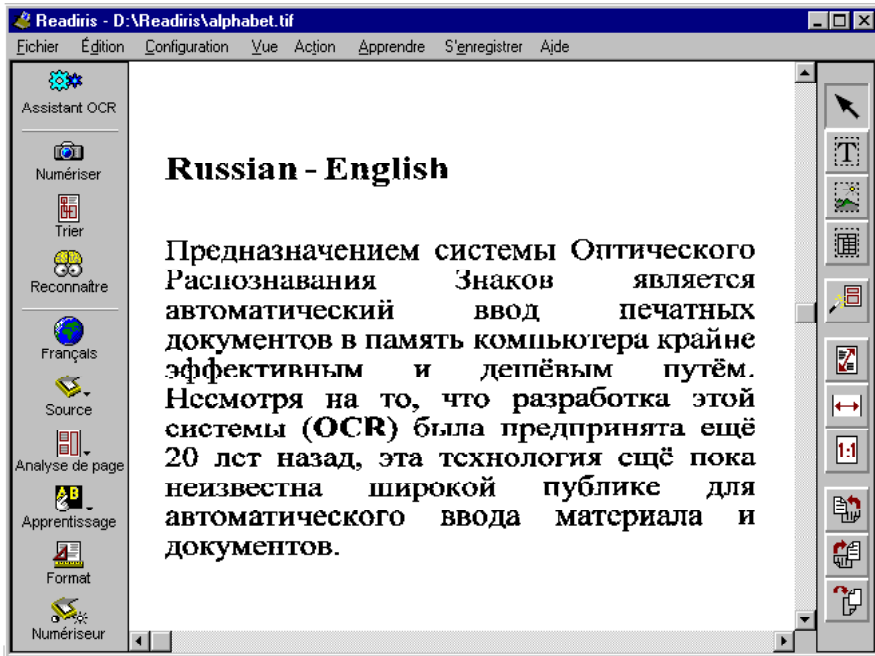 Readiris - D:\Readiris\alphabet.tif
Fichier Édition Configuration Vue Action Apprendre S'enregistrer Ajde
Assistant OCR
Numériser
Trier
Reconnaître
Français
Source
Analyse de page
Apprentissage
Format
Numériseur
Russian - English
Предназначением системы Оптического
Распознавания Знаков является
автоматический ввод печатных
документов в память компьютера крайне
эффективным и дешёвым путём.
Несмотря на то, что разработка этой
системы (OCR) была предпринята ещё
20 лет назад, эта технология ещё пока
неизвестна широкой публике для
автоматического ввода материала и
документов.
T
1:1
AB